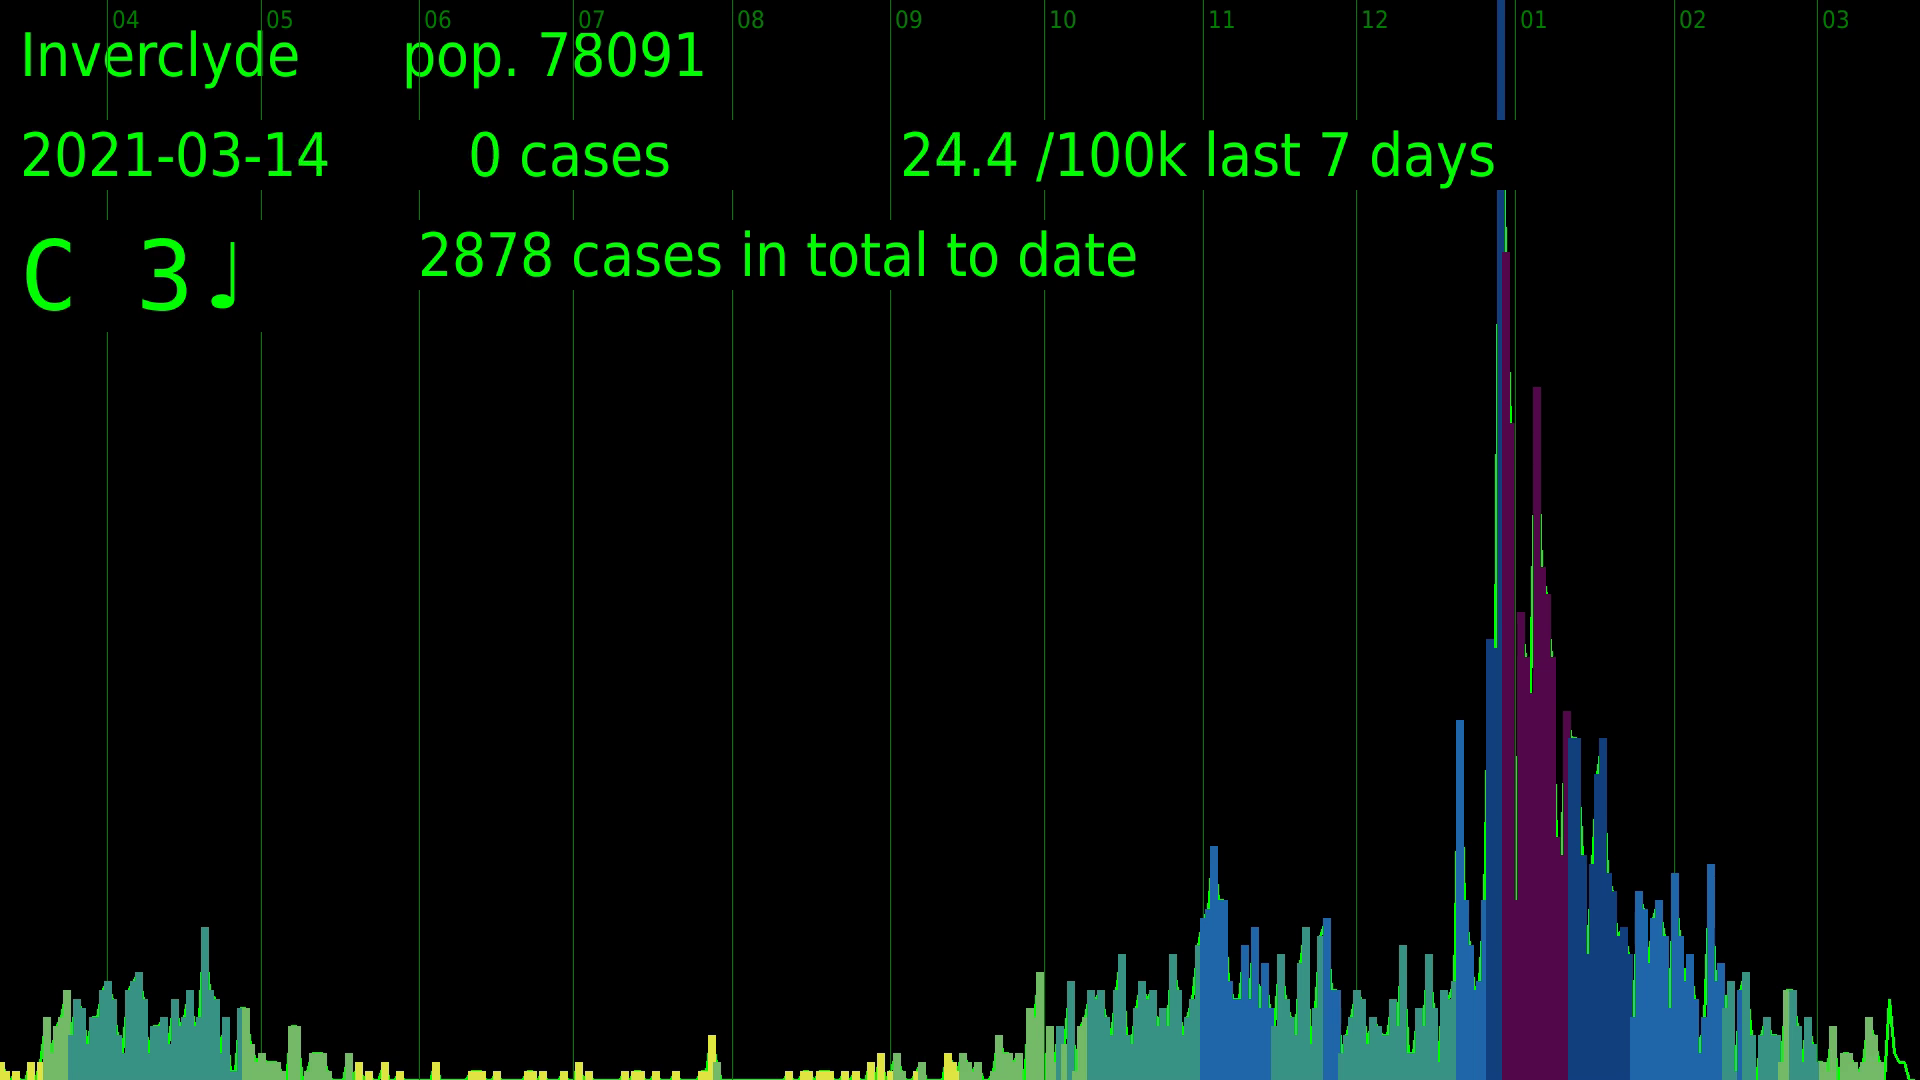 04 05 06 07 08 09 10 11 12 01 02 03
Inverclyde pop. 78091
2021-03-14 0 cases 24.4 /100k last 7 days
C 3♩ 2878 cases in total to date